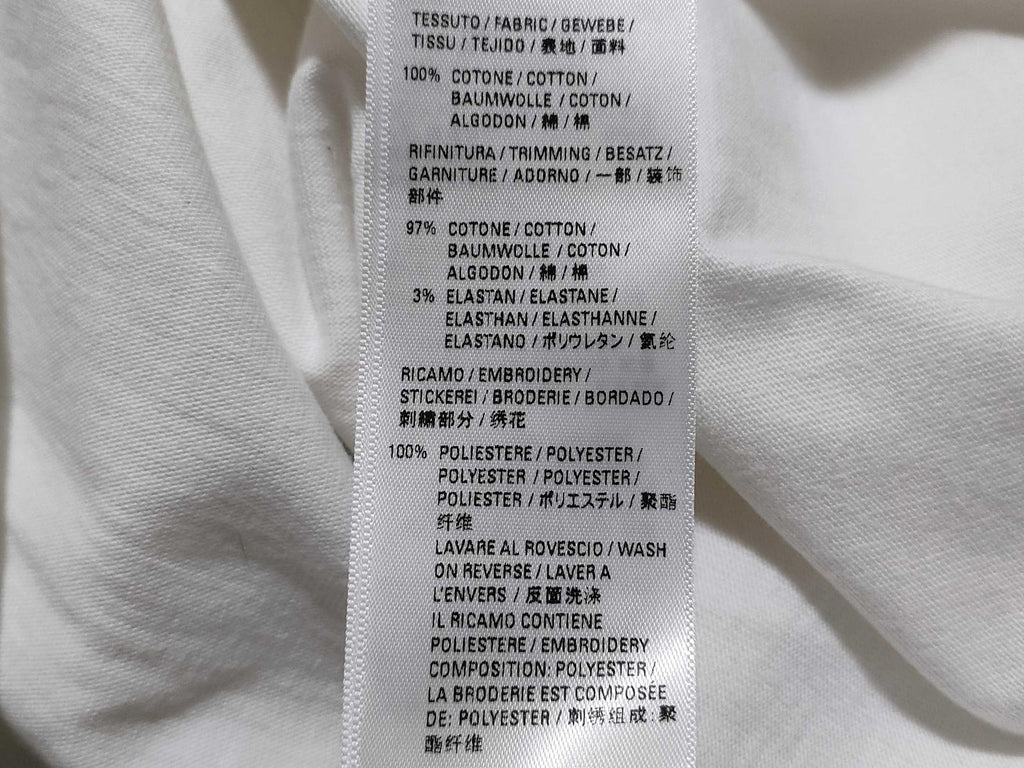 TESSUTO / FABRIC / GEWEBE /
TISSU / TEJIDO / 表地 / 面料
100% COTONE / COTTON /
BAUMWOLLE / COTON /
ALGODON / 綿 / 棉
RIFINITURA / TRIMMING / BESATZ /
GARNITURE / ADORNO / 一部 / 装饰
部件
97% COTONE / COTTON /
BAUMWOLLE / COTON /
ALGODON / 綿 / 棉
3% ELASTAN / ELASTANE /
ELASTHAN / ELASTHANNE /
ELASTANO / ポリウレタン / 氨纶
RICAMO / EMBROIDERY /
STICKEREI / BRODERIE / BORDADO /
刺繍部分 / 绣花
100% POLIESTERE / POLYESTER /
POLYESTER / POLYESTER /
POLIESTER / ポリエステル / 聚酯
纤维
LAVARE AL ROVESCIO / WASH
ON REVERSE / LAVER A
L'ENVERS / 反面洗涤
IL RICAMO CONTIENE
POLIESTERE / EMBROIDERY
COMPOSITION: POLYESTER /
LA BRODERIE EST COMPOSÉE
DE: POLYESTER / 刺绣组成: 聚
酯纤维